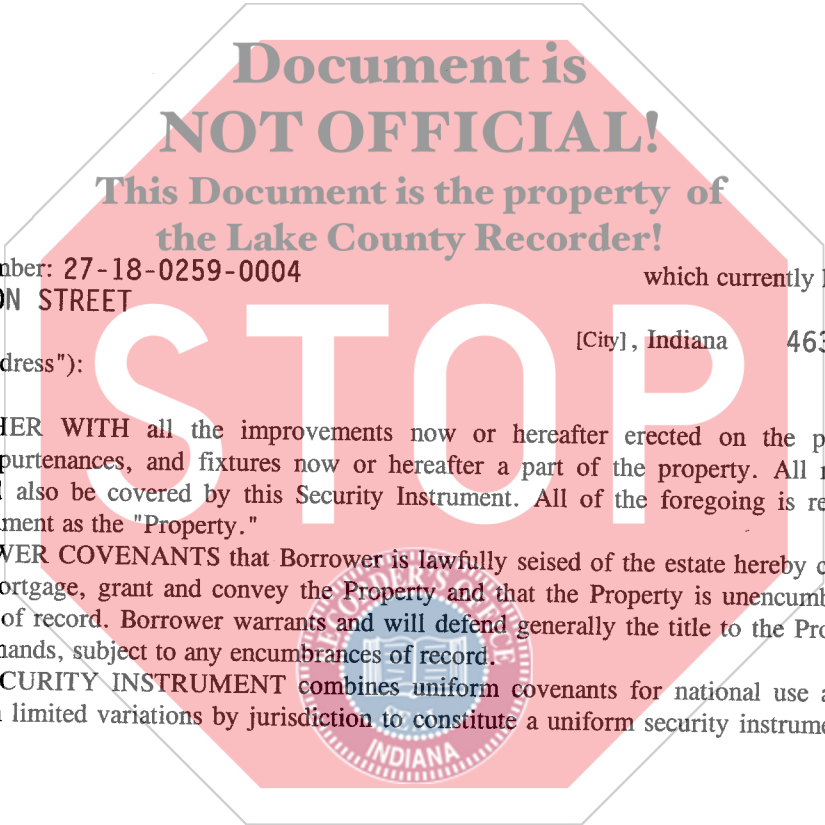 Document is
NOT OFFICIAL!
This Document is the property of
the Lake County Recorder!
nber: 27-18-0259-0004 which currently
ON STREET
[City], Indiana 463
dress"):
STOP
HER WITH all the improvements now or hereafter erected on the p
purtenances, and fixtures now or hereafter a part of the property. All
also be covered by this Security Instrument. All of the foregoing is re
ment as the "Property."
WER COVENANTS that Borrower is lawfully seised of the estate hereby c
ortgage, grant and convey the Property and that the Property is unencumb
of record. Borrower warrants and will defend generally the title to the Pro
nands, subject to any encumbrances of record.
CURITY INSTRUMENT combines uniform covenants for national use a
limited variations by jurisdiction to constitute a uniform security instrume
RECORDER'S OFFICE
SEAL
INDIANA